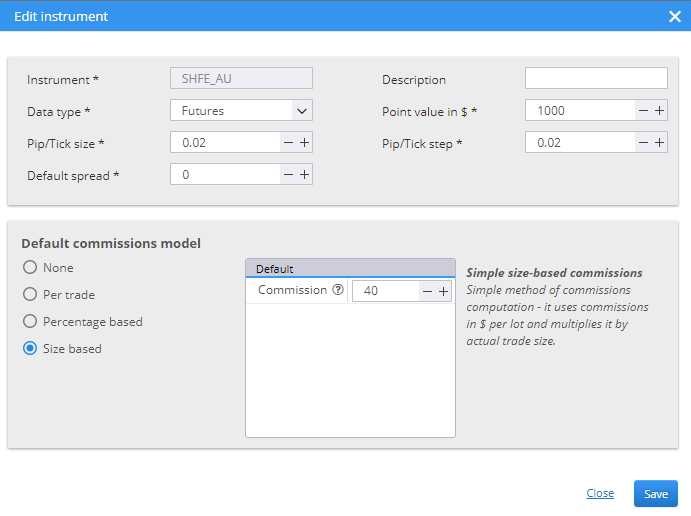 Edit instrument
Instrument *
SHFE_AU
Description
Data type *
Futures
Point value in $ *
1000
Pip/Tick size *
0.02
Pip/Tick step *
0.02
Default spread *
0
Default commissions model
None
Per trade
Percentage based
Size based
Default
Commission
40
Simple size-based commissions
Simple method of commissions
computation - it uses commissions
in $ per lot and multiplies it by
actual trade size.
Close
Save